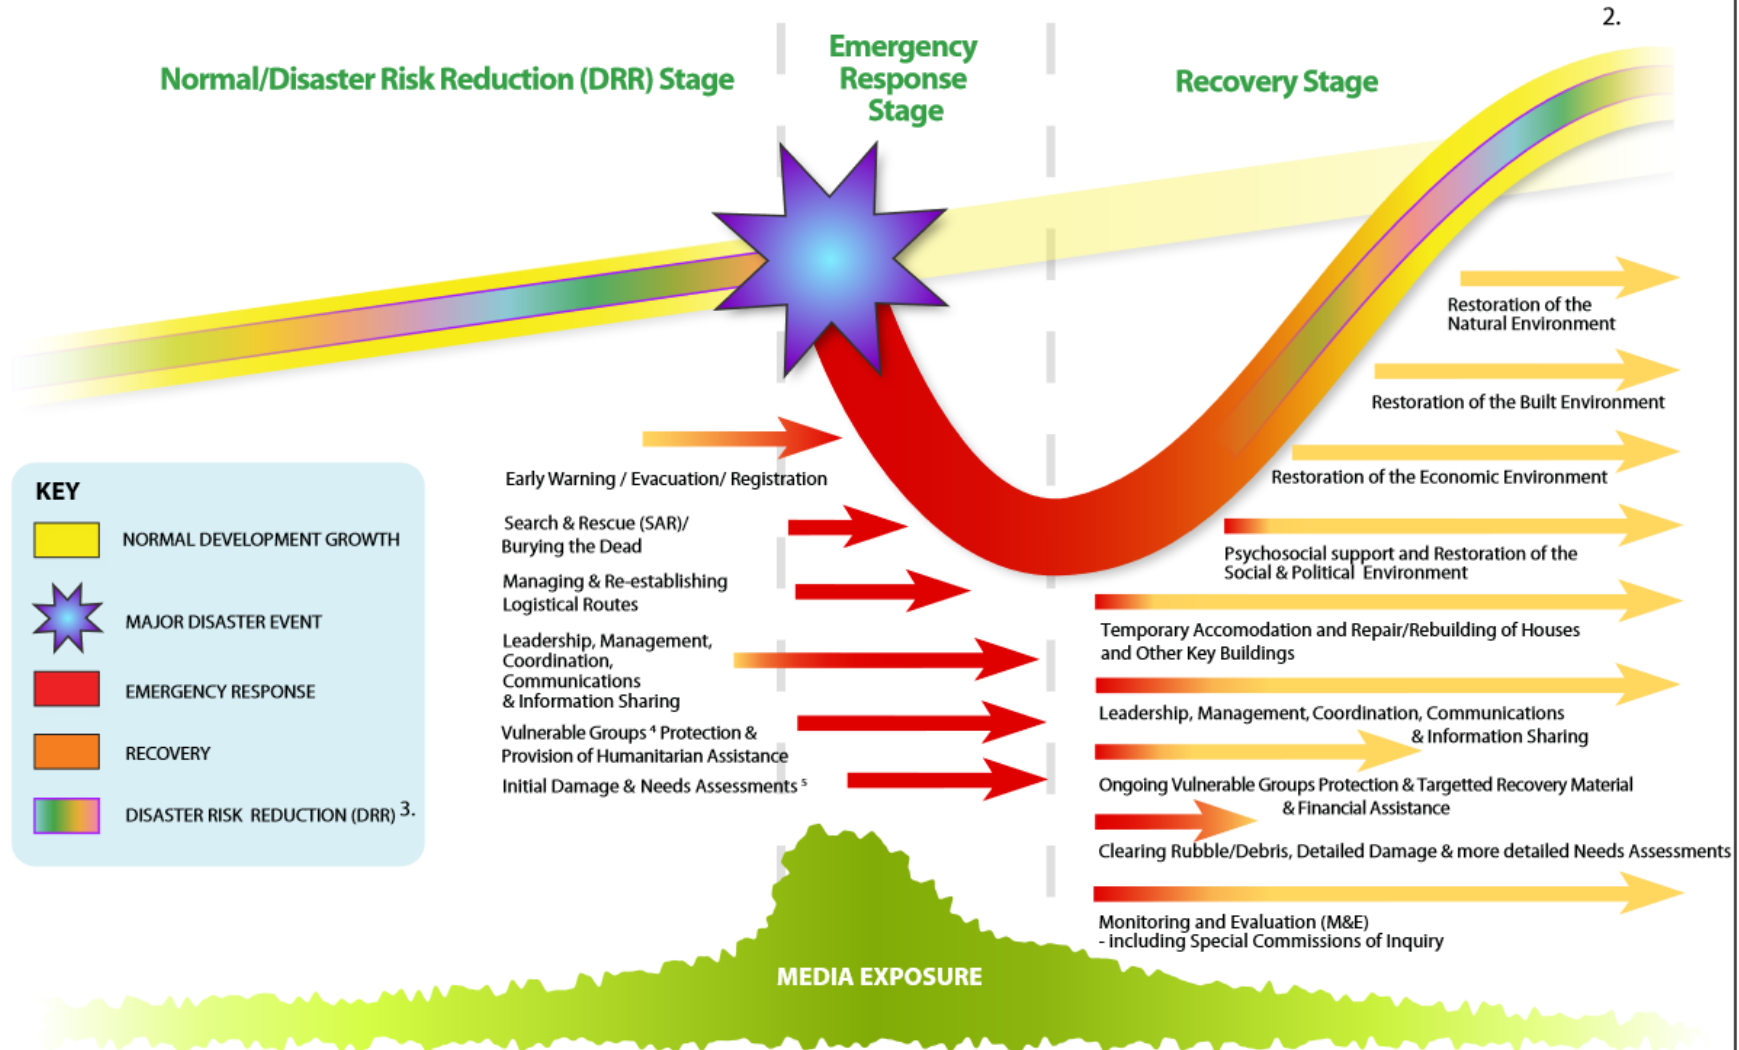 2.
Normal/Disaster Risk Reduction (DRR) Stage
Emergency
Response
Stage
Recovery Stage
Restoration of the
Natural Environment
Restoration of the Built Environment
Restoration of the Economic Environment
Psychosocial support and Restoration of the
Social & Political Environment
Temporary Accomodation and Repair/Rebuilding of Houses
and Other Key Buildings
Leadership, Management, Coordination, Communications
& Information Sharing
Ongoing Vulnerable Groups Protection & Targetted Recovery Material
& Financial Assistance
Clearing Rubble/Debris, Detailed Damage & more detailed Needs Assessments
Monitoring and Evaluation (M&E)
- including Special Commissions of Inquiry
Early Warning / Evacuation/ Registration
Search & Rescue (SAR)/
Burying the Dead
Managing & Re-establishing
Logistical Routes
Leadership, Management,
Coordination,
Communications
& Information Sharing
Vulnerable Groups 4 Protection &
Provision of Humanitarian Assistance
Initial Damage & Needs Assessments 5
KEY
NORMAL DEVELOPMENT GROWTH
MAJOR DISASTER EVENT
EMERGENCY RESPONSE
RECOVERY
DISASTER RISK REDUCTION (DRR) 3.
MEDIA EXPOSURE